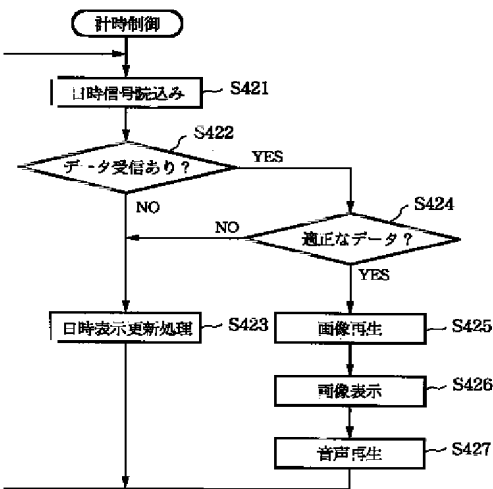 計時制御
日時信号読込み
S421
S422
データ受信あり？
YES
NO
S424
適正なデータ？
NO
YES
日時表示更新処理
S423
画像再生
S425
画像表示
S426
音声再生
S427